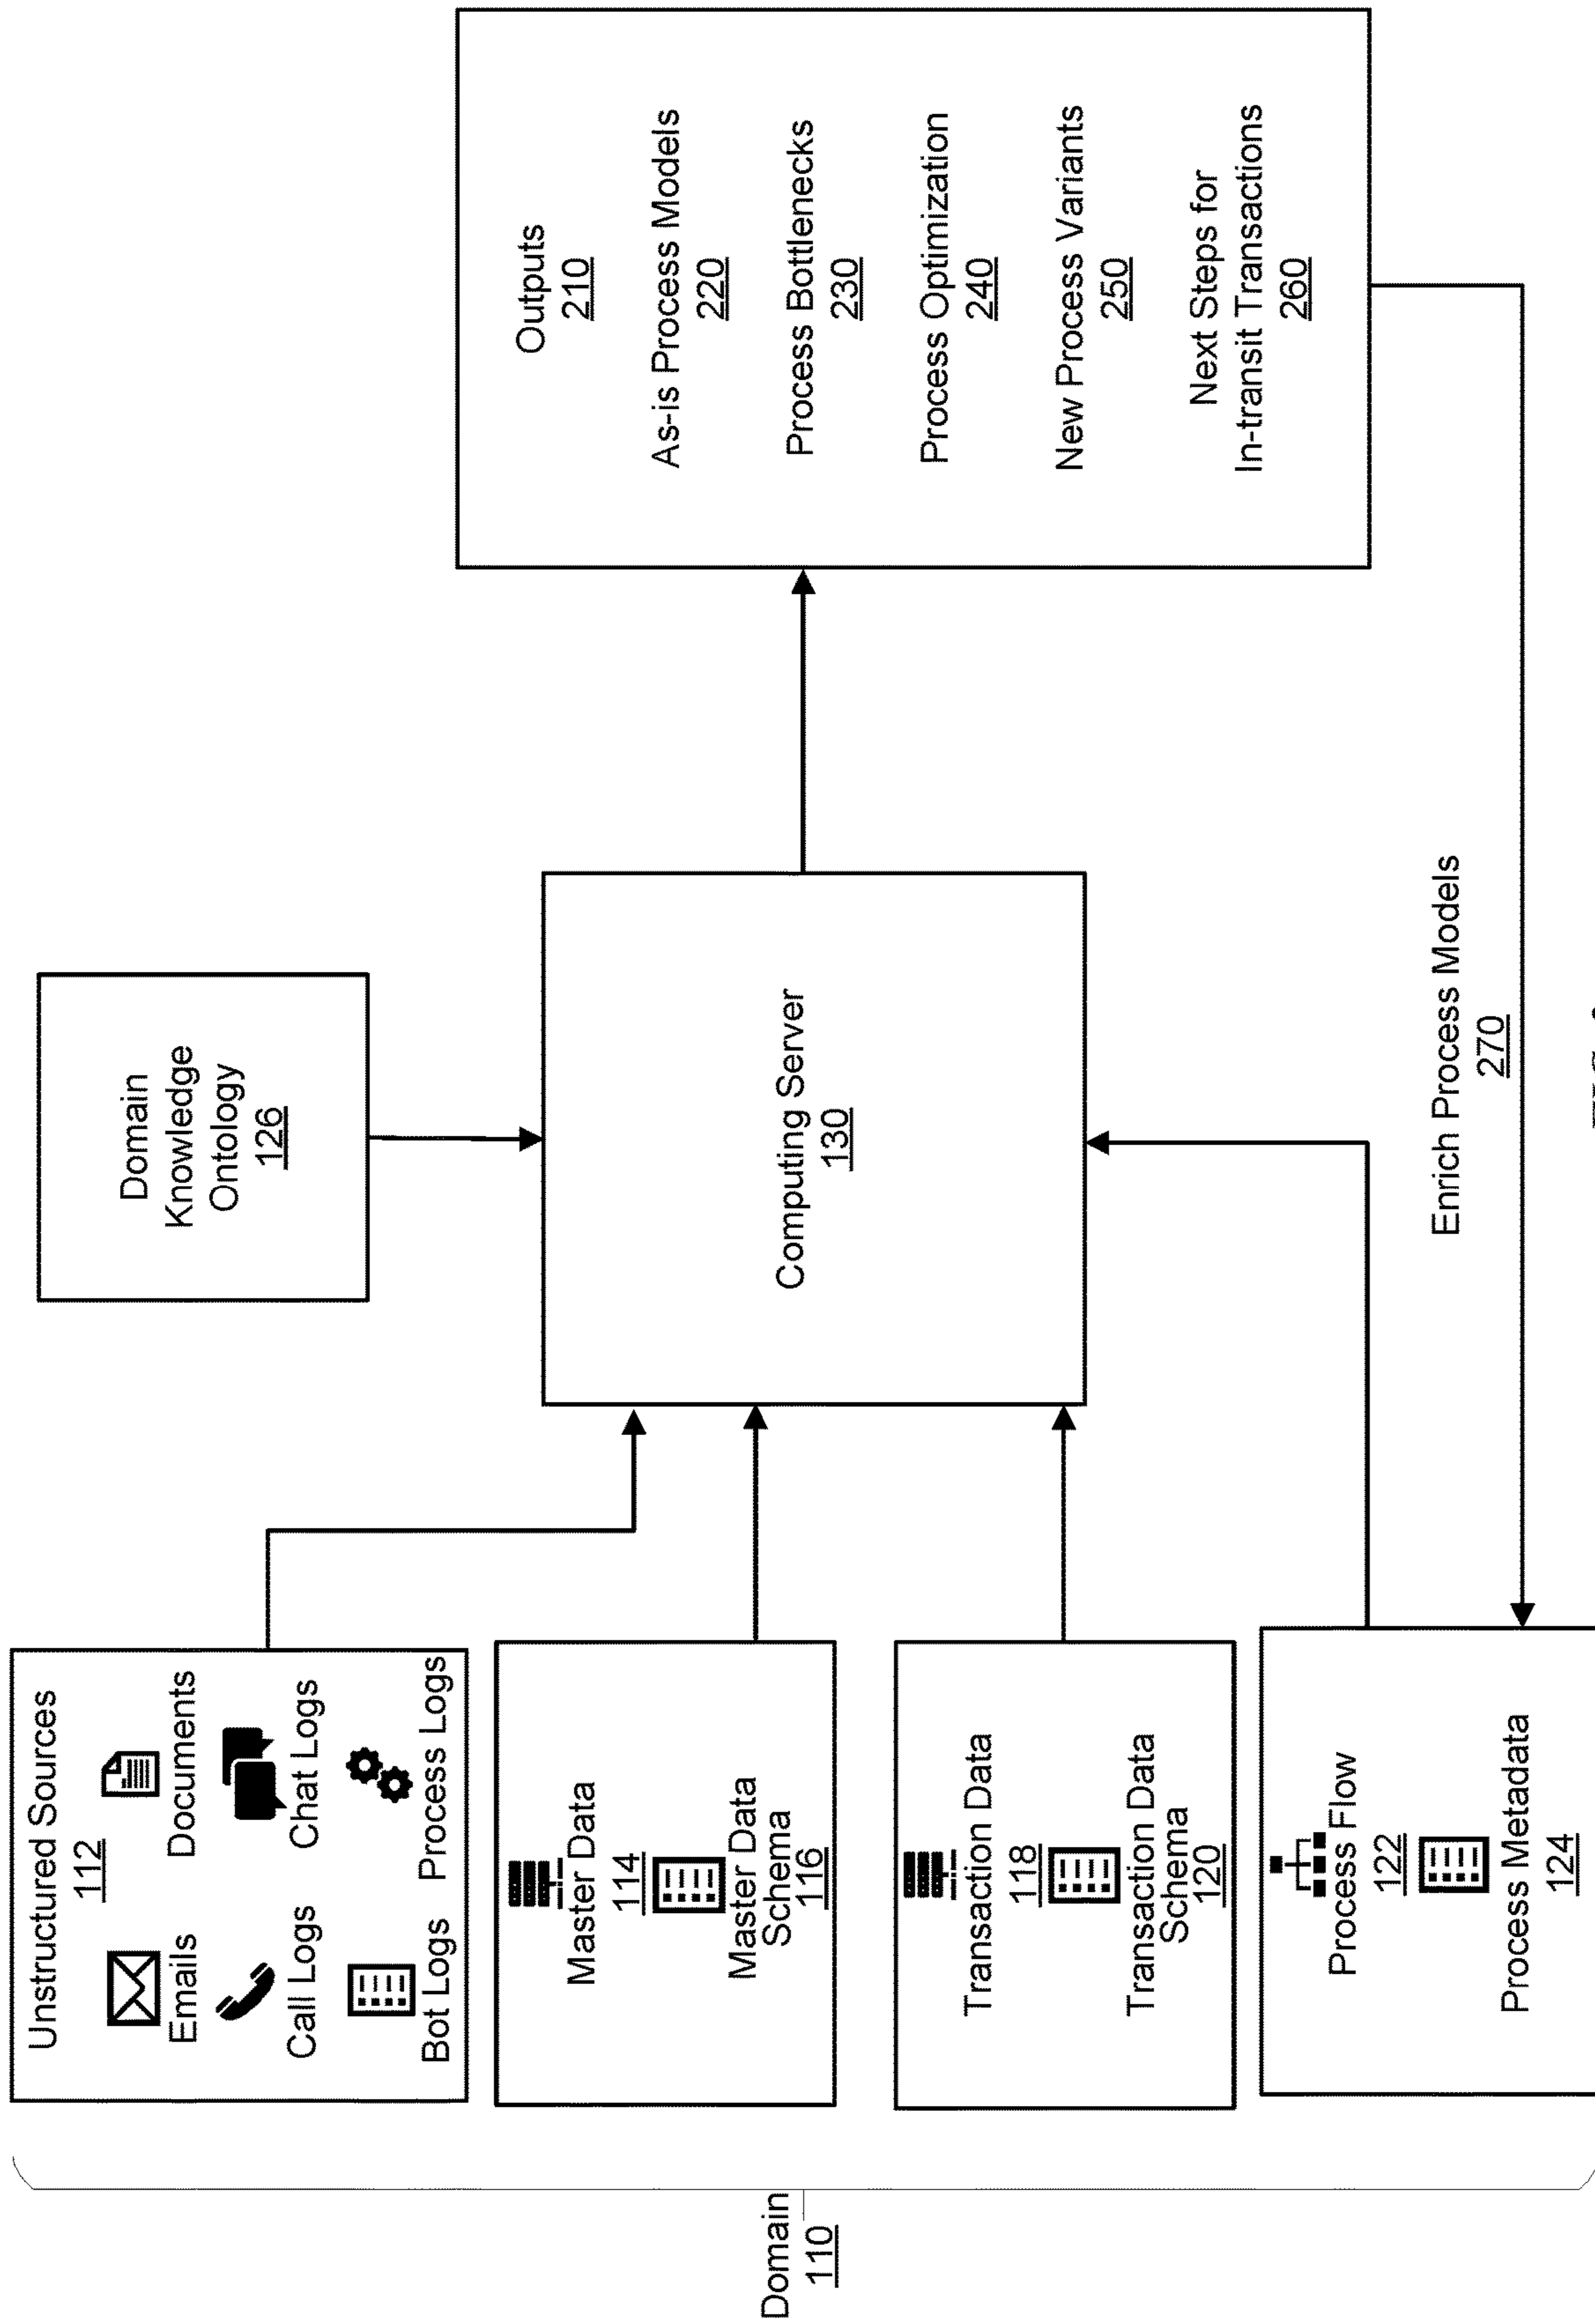 Domain
110
Unstructured Sources
112
Emails
Documents
Call Logs
Chat Logs
Bot Logs
Process Logs
Master Data
114
Master Data
Schema
116
Transaction Data
118
Transaction Data
Schema
120
Process Flow
122
Process Metadata
124
Domain
Knowledge
Ontology
126
Computing Server
130
Outputs
210
As-is Process Models
220
Process Bottlenecks
230
Process Optimization
240
New Process Variants
250
Next Steps for
In-transit Transactions
260
Enrich Process Models
270